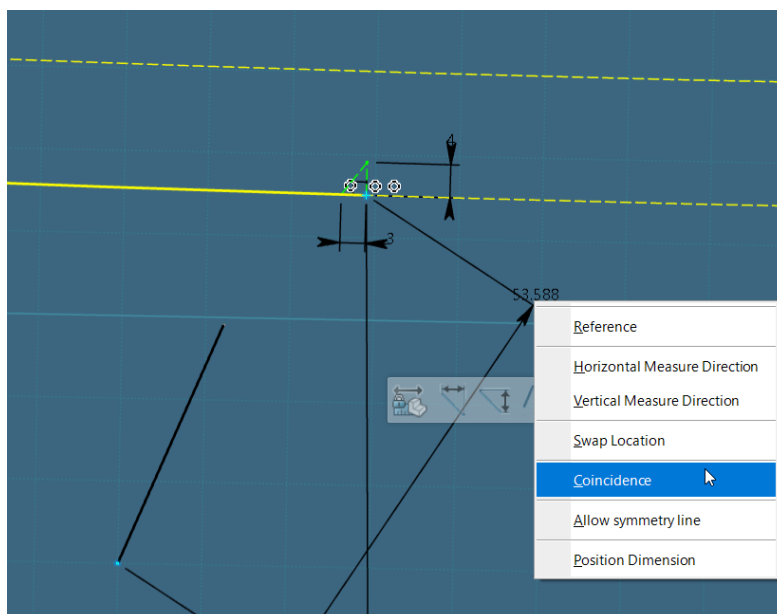 4
3
53,588
Reference
Horizontal Measure Direction
Vertical Measure Direction
Swap Location
Coincidence
Allow symmetry line
Position Dimension